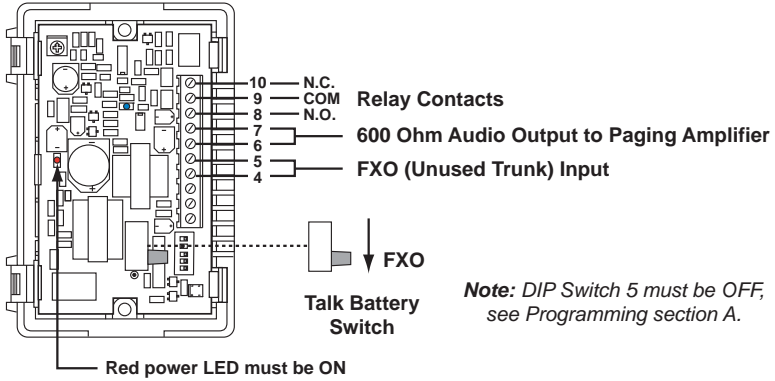 10 N.C.
9 COM
8 N.O.
Relay Contacts
7
6
600 Ohm Audio Output to Paging Amplifier
5
4
FXO (Unused Trunk) Input
FXO
Talk Battery
Switch
Note: DIP Switch 5 must be OFF,
see Programming section A.
Red power LED must be ON